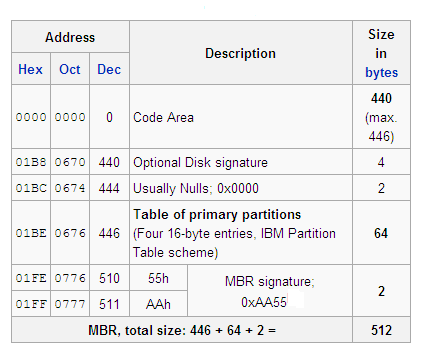 Address Description Size in bytes
Hex Oct Dec
0000 0000 0 Code Area 440 (max. 446)
01B8 0670 440 Optional Disk signature 4
01BC 0674 444 Usually Nulls; 0x0000 2
01BE 0676 446 Table of primary partitions 64
(Four 16-byte entries, IBM Partition
Table scheme)
01FE 0776 510 55h MBR signature; 2
01FF 0777 511 AAh 0xAA55
MBR, total size: 446 + 64 + 2 = 512